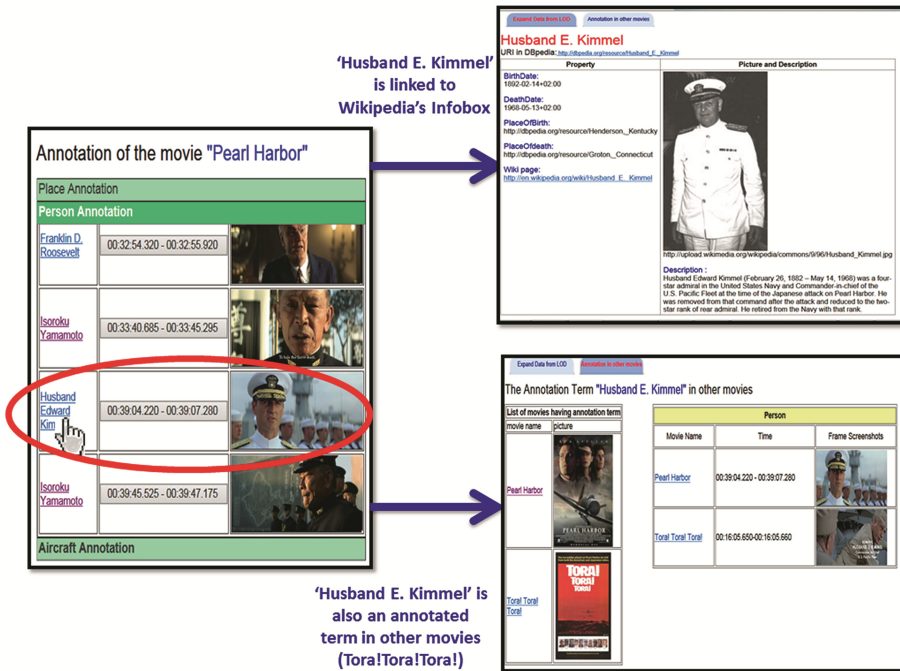 'Husband E. Kimmel'
is linked to
Wikipedia's Infobox
Annotation of the movie "Pearl Harbor"
Place Annotation
Person Annotation
Franklin D.
Roosevelt
00:32:54.320 - 00:32:55.920
Isoroku
Yamamoto
00:33:40.685 - 00:33:45.295
Husband
Edward
Kim
00:39:04.220 - 00:39:07.280
Isoroku
Yamamoto
00:39:45.525 - 00:39:47.175
Aircraft Annotation
'Husband E. Kimmel' is
also an annotated
term in other movies
(Tora!Tora!Tora!)
Expand Data from LOD Annotation in other movies
Husband E. Kimmel
URI in DBpedia: http://dbpedia.org/resource/Husband_E._Kimmel
Property Picture and Description
BirthDate:
1892-02-14+02:00
DeathDate:
1968-05-13+02:00
PlaceOfBirth:
http://dbpedia.org/resource/Henderson,_Kentucky
PlaceOfdeath:
http://dbpedia.org/resource/Groton,_Connecticut
Wiki page:
http://en.wikipedia.org/wiki/Husband_E._Kimmel
http://upload.wikimedia.org/wikipedia/commons/9/96/Husband_Kimmel.jpg
Description :
Husband Edward Kimmel (February 26, 1882 – May 14, 1968) was a four-
star admiral in the United States Navy and Commander-in-chief of the
U.S. Pacific Fleet at the time of the Japanese attack on Pearl Harbor. He
was removed from that command after the attack and reduced to the two-
star rank of rear admiral. He retired from the Navy with that rank.
Expand Data from LOD Annotation in other movies
The Annotation Term "Husband E. Kimmel" in other movies
List of movies having annotation term
movie name picture
Pearl Harbor
PEARL HARBOR
Tora! Tora!
Tora!
TORA!
TORA!
TORA!
Person
Movie Name Time Frame Screenshots
Pearl Harbor 00:39:04.220 - 00:39:07.280
Tora! Tora! Tora! 00:16:05.650-00:16:05.660